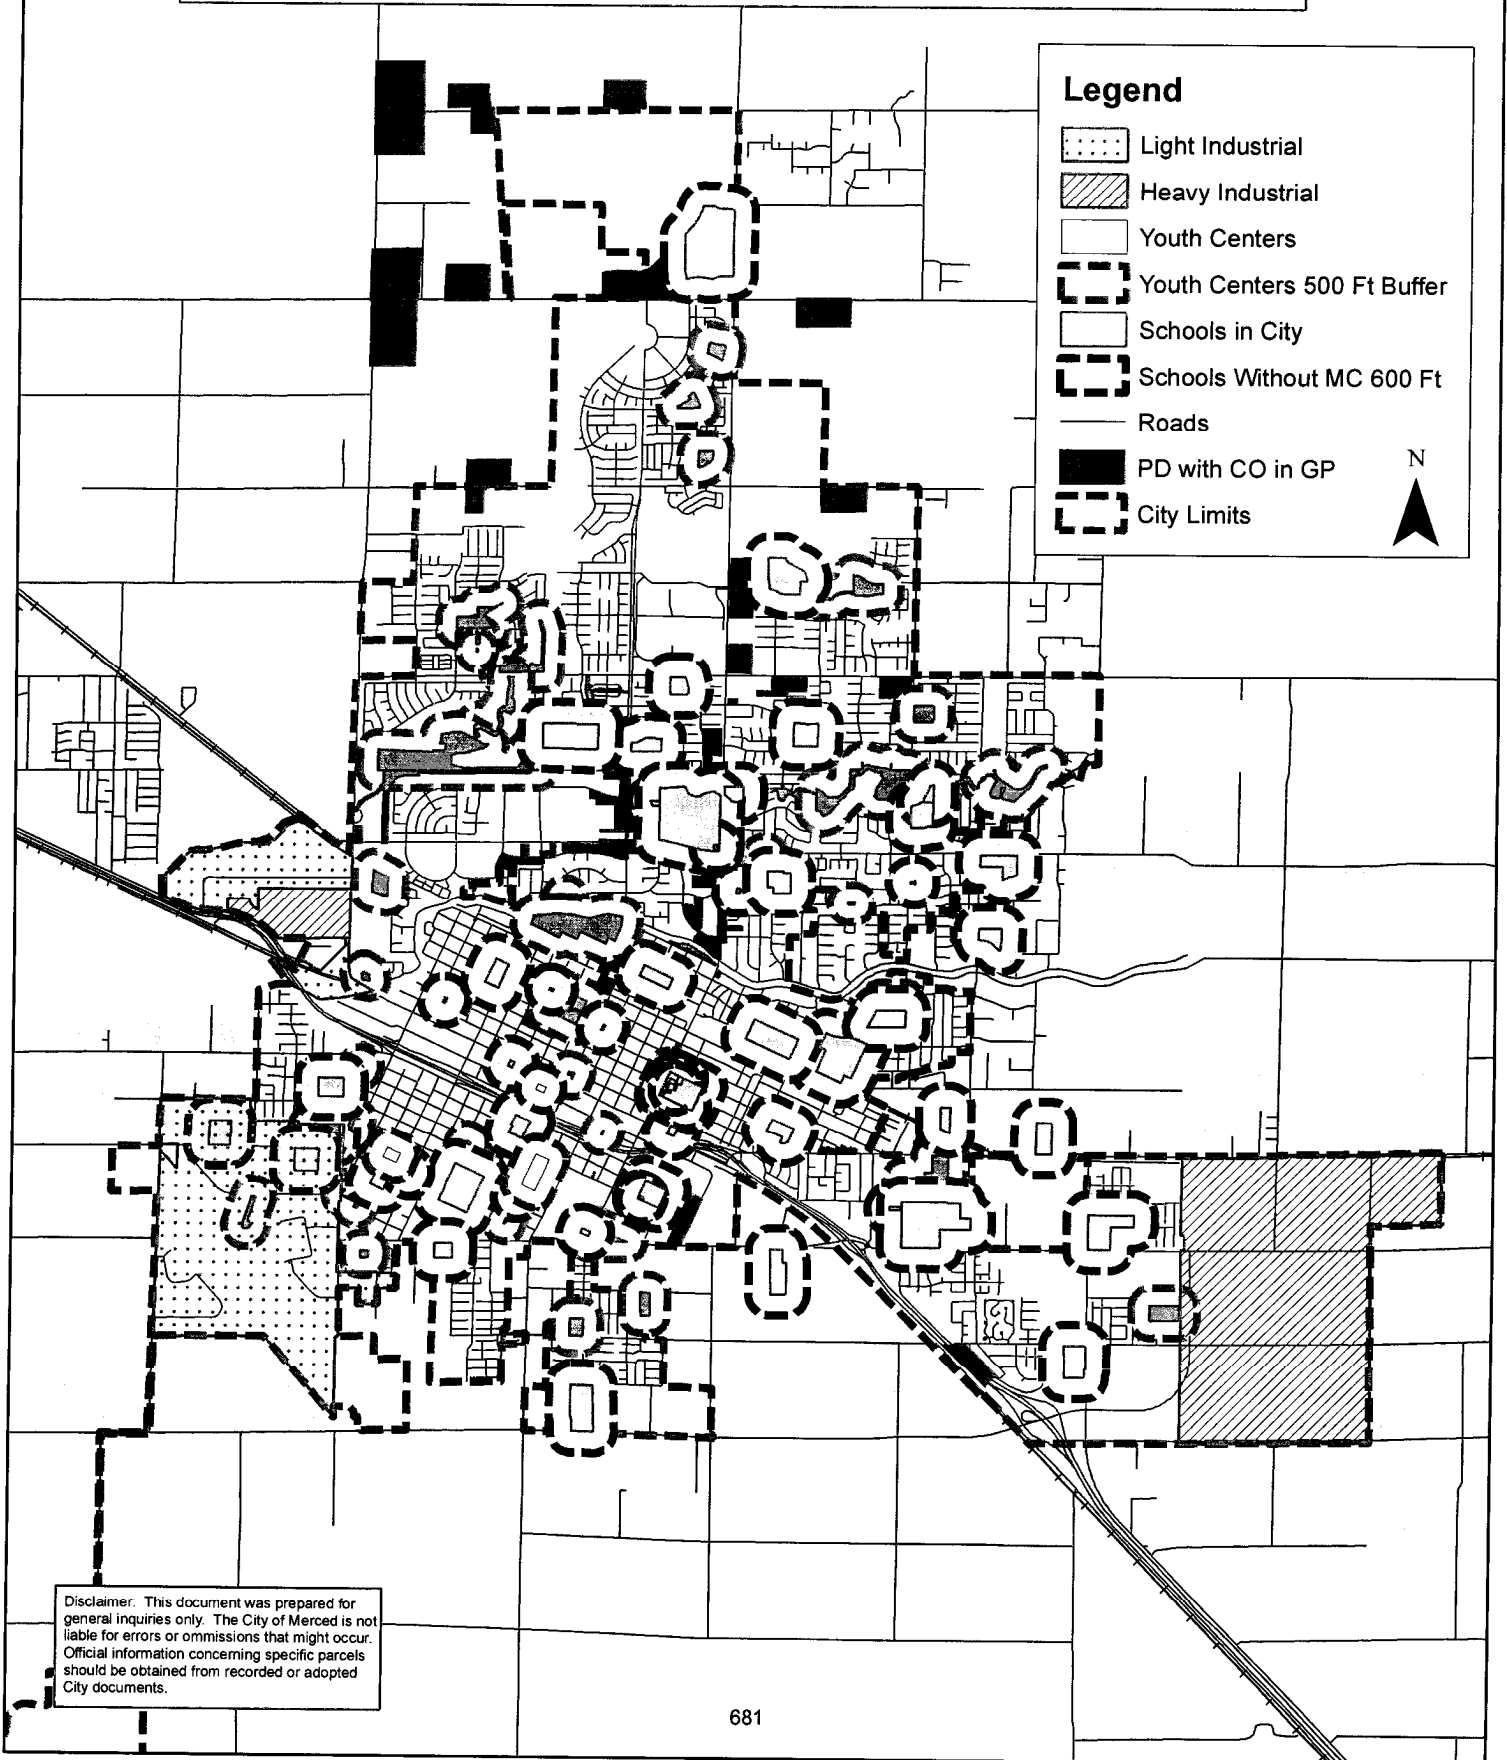 Legend
Light Industrial
Heavy Industrial
Youth Centers
Youth Centers 500 Ft Buffer
Schools in City
Schools Without MC 600 Ft
Roads
PD with CO in GP
City Limits
N
Disclaimer: This document was prepared for
general inquiries only. The City of Merced is not
liable for errors or ommissions that might occur.
Official information concerning specific parcels
should be obtained from recorded or adopted
City documents.
681